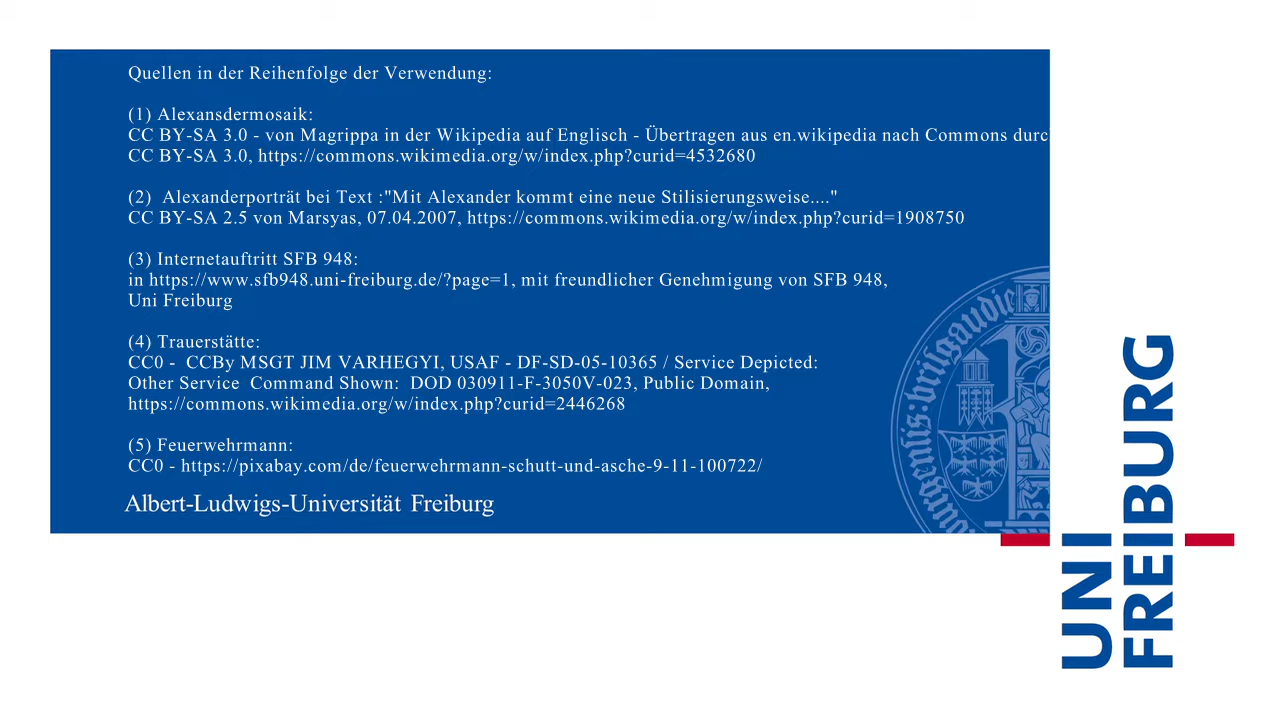 Quellen in der Reihenfolge der Verwendung:
(1) Alexansdermosaik:
CC BY-SA 3.0 - von Magrippa in der Wikipedia auf Englisch - Übertragen aus en.wikipedia nach Commons durc
CC BY-SA 3.0, https://commons.wikimedia.org/w/index.php?curid=4532680
(2)  Alexanderporträt bei Text :"Mit Alexander kommt eine neue Stilisierungsweise...."
CC BY-SA 2.5 von Marsyas, 07.04.2007, https://commons.wikimedia.org/w/index.php?curid=1908750
(3) Internetauftritt SFB 948:
in https://www.sfb948.uni-freiburg.de/?page=1, mit freundlicher Genehmigung von SFB 948,
Uni Freiburg
(4) Trauerstätte:
CC0 -  CCBy MSGT JIM VARHEGYI, USAF - DF-SD-05-10365 / Service Depicted:
Other Service  Command Shown:  DOD 030911-F-3050V-023, Public Domain,
https://commons.wikimedia.org/w/index.php?curid=2446268
(5) Feuerwehrmann:
CC0 - https://pixabay.com/de/feuerwehrmann-schutt-und-asche-9-11-100722/
Albert-Ludwigs-Universität Freiburg
UNI
FREIBURG